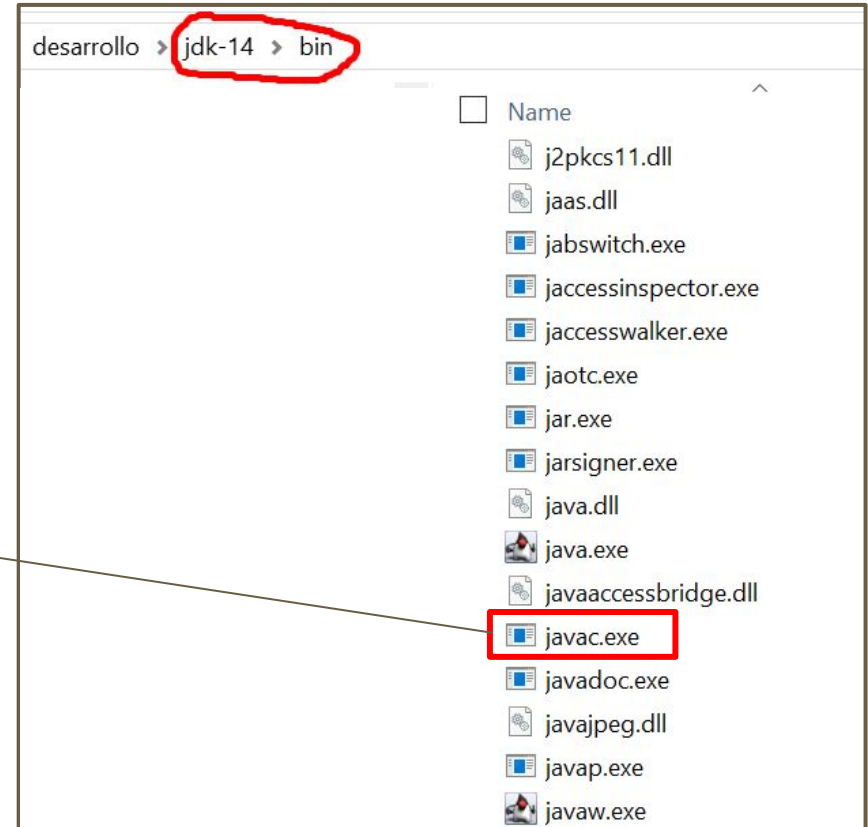 desarrollo > jdk-14 > bin
Name
j2pkcs11.dll
jaas.dll
jabswitch.exe
jaccessinspector.exe
jaccesswalker.exe
jaotc.exe
jar.exe
jarsigner.exe
java.dll
java.exe
javaaccessbridge.dll
javac.exe
javadoc.exe
javajpeg.dll
javap.exe
javaw.exe